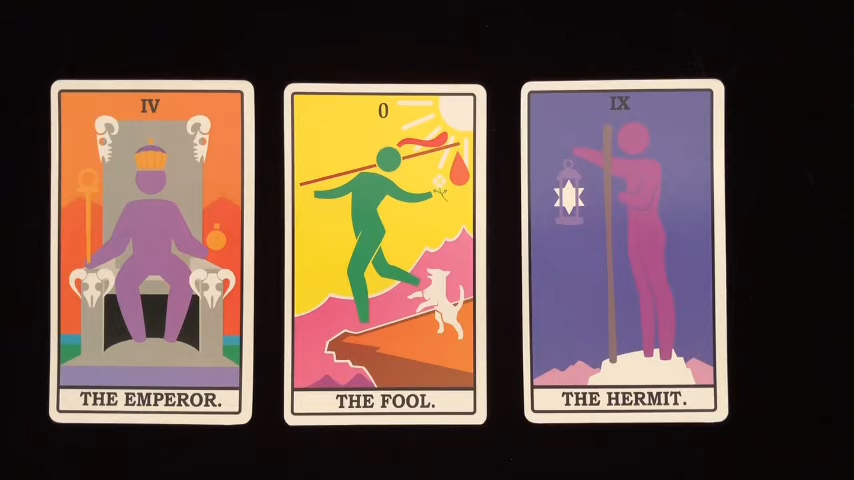 IV
THE EMPEROR.
0
THE FOOL.
IX
THE HERMIT.